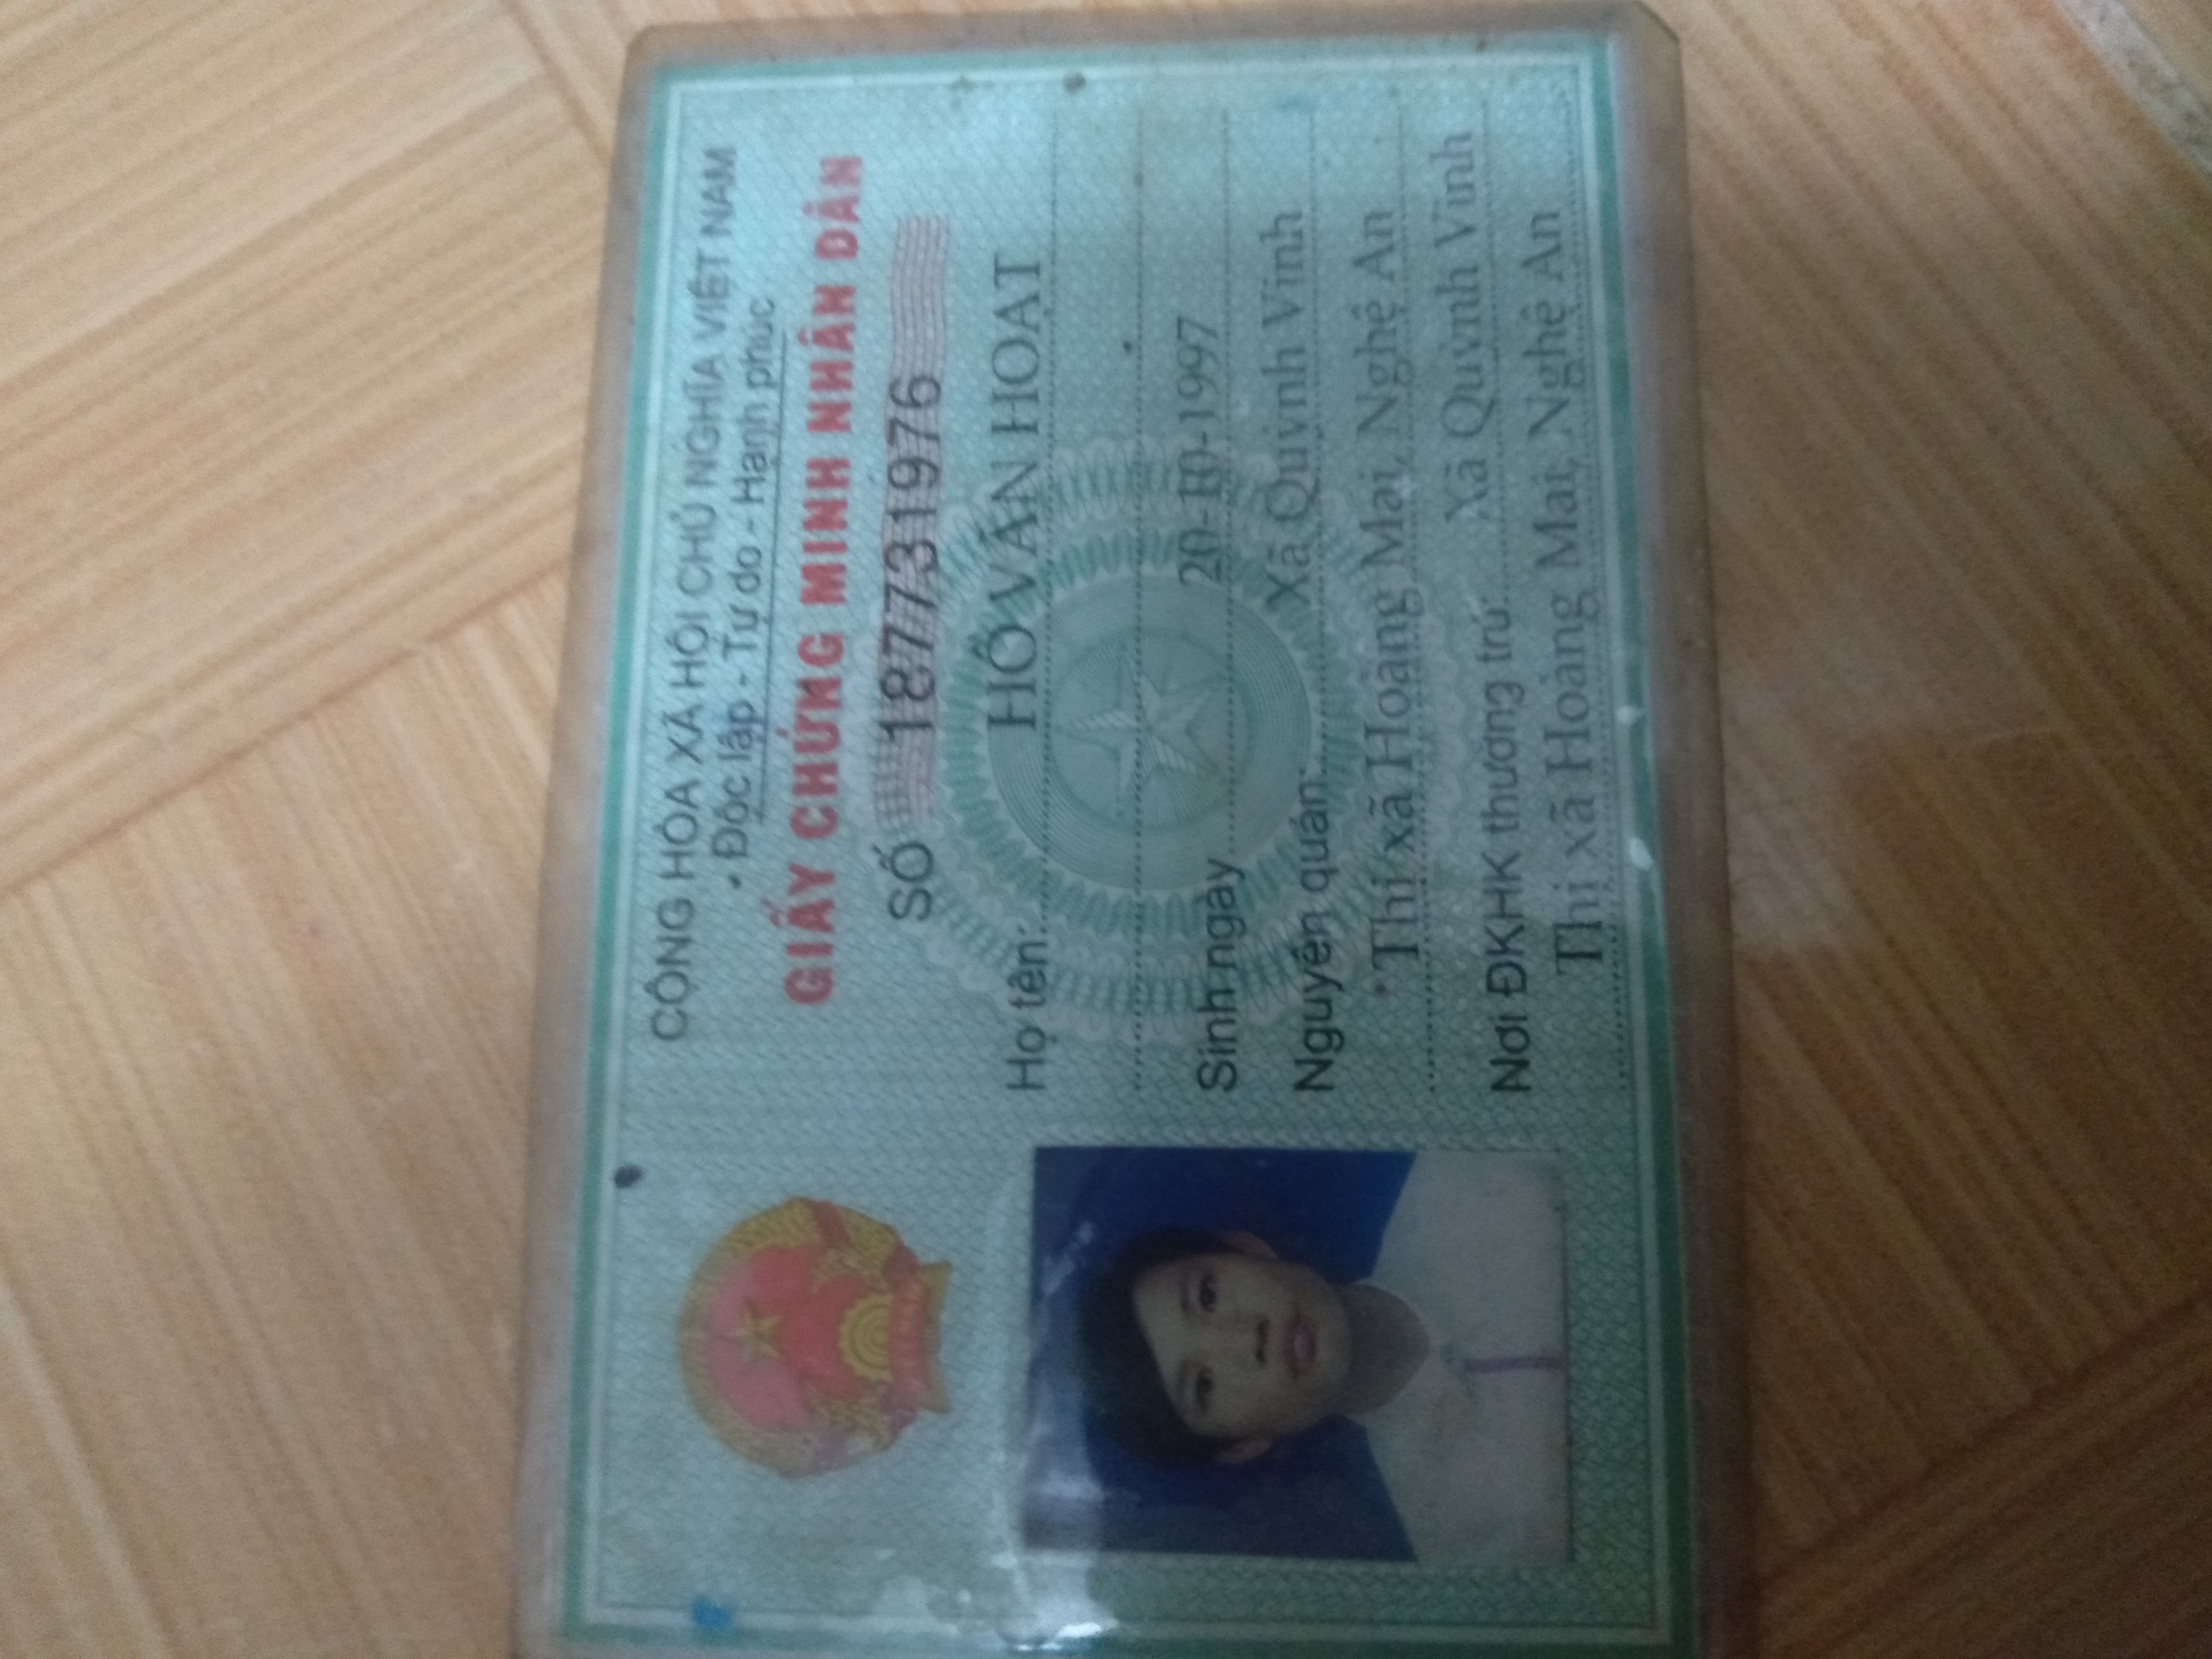 CỘNG HÒA XÃ HỘI CHỦ NGHĨA VIỆT NAM
Độc lập - Tự do - Hạnh phúc
GIẤY CHỨNG MINH NHÂN DÂN
SỐ 187731976
Họ tên: HỒ VĂN HOẠT
Sinh ngày 20-10-1997
Nguyên quán: Xã Quỳnh Vinh
Thị xã Hoàng Mai, Nghệ An
Nơi ĐKHK thường trú Xã Quỳnh Vinh
Thị xã Hoàng Mai, Nghệ An